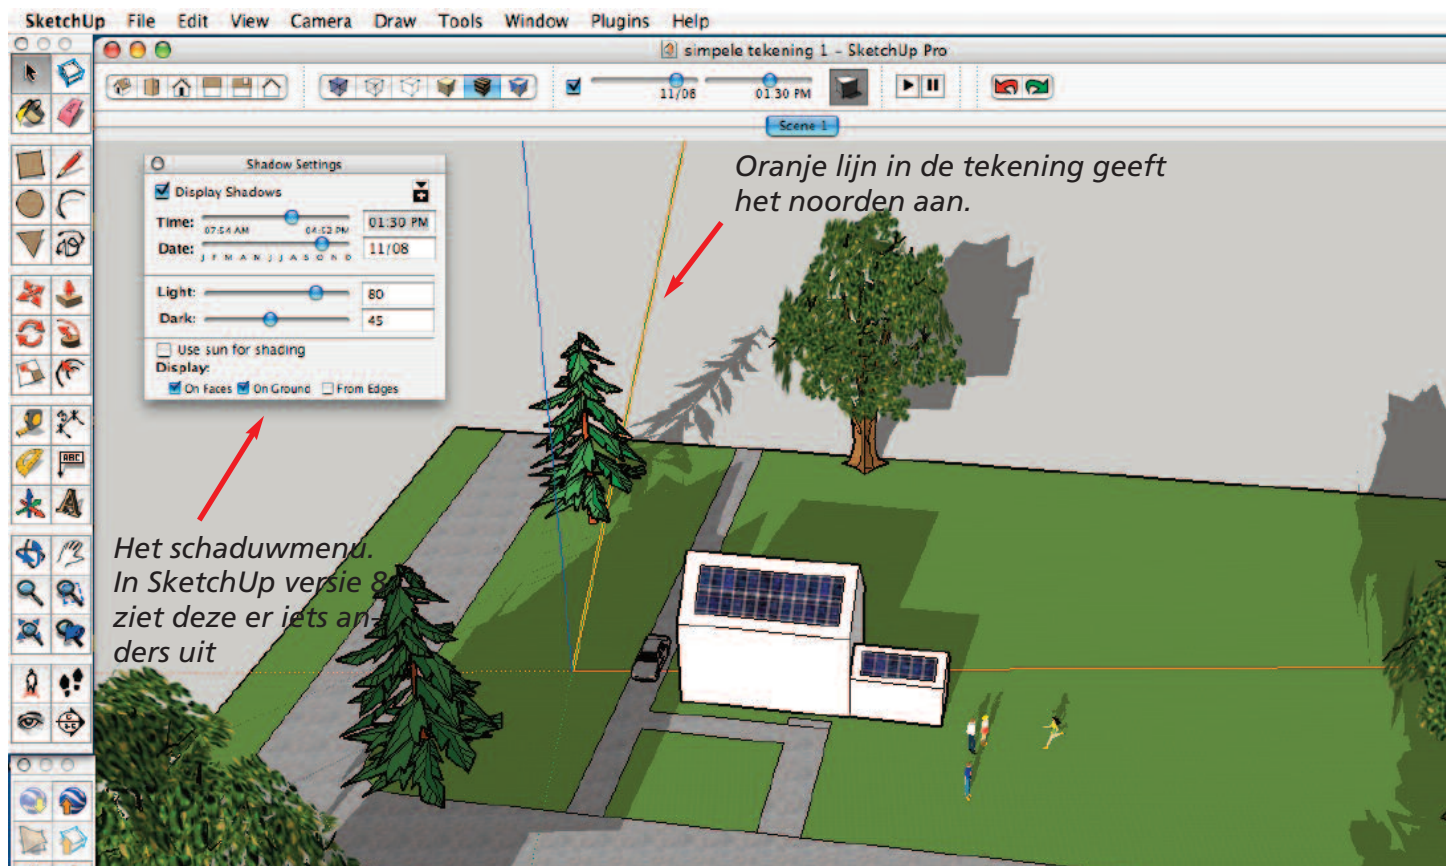 SketchUp File Edit View Camera Draw Tools Window Plugins Help
simpele tekening 1 - SketchUp Pro
11/08 01:30 PM
Scene 1
Shadow Settings
Display Shadows
Time: 01:30 PM
07:54 AM 04:52 PM
Date: 11/08
J F M A M J J A S O N D
Light: 80
Dark: 45
Use sun for shading
Display:
On Faces On Ground From Edges
Oranje lijn in de tekening geeft
het noorden aan.
Het schaduwmenu.
In SketchUp versie 8
ziet deze er iets an-
ders uit
ABC
A